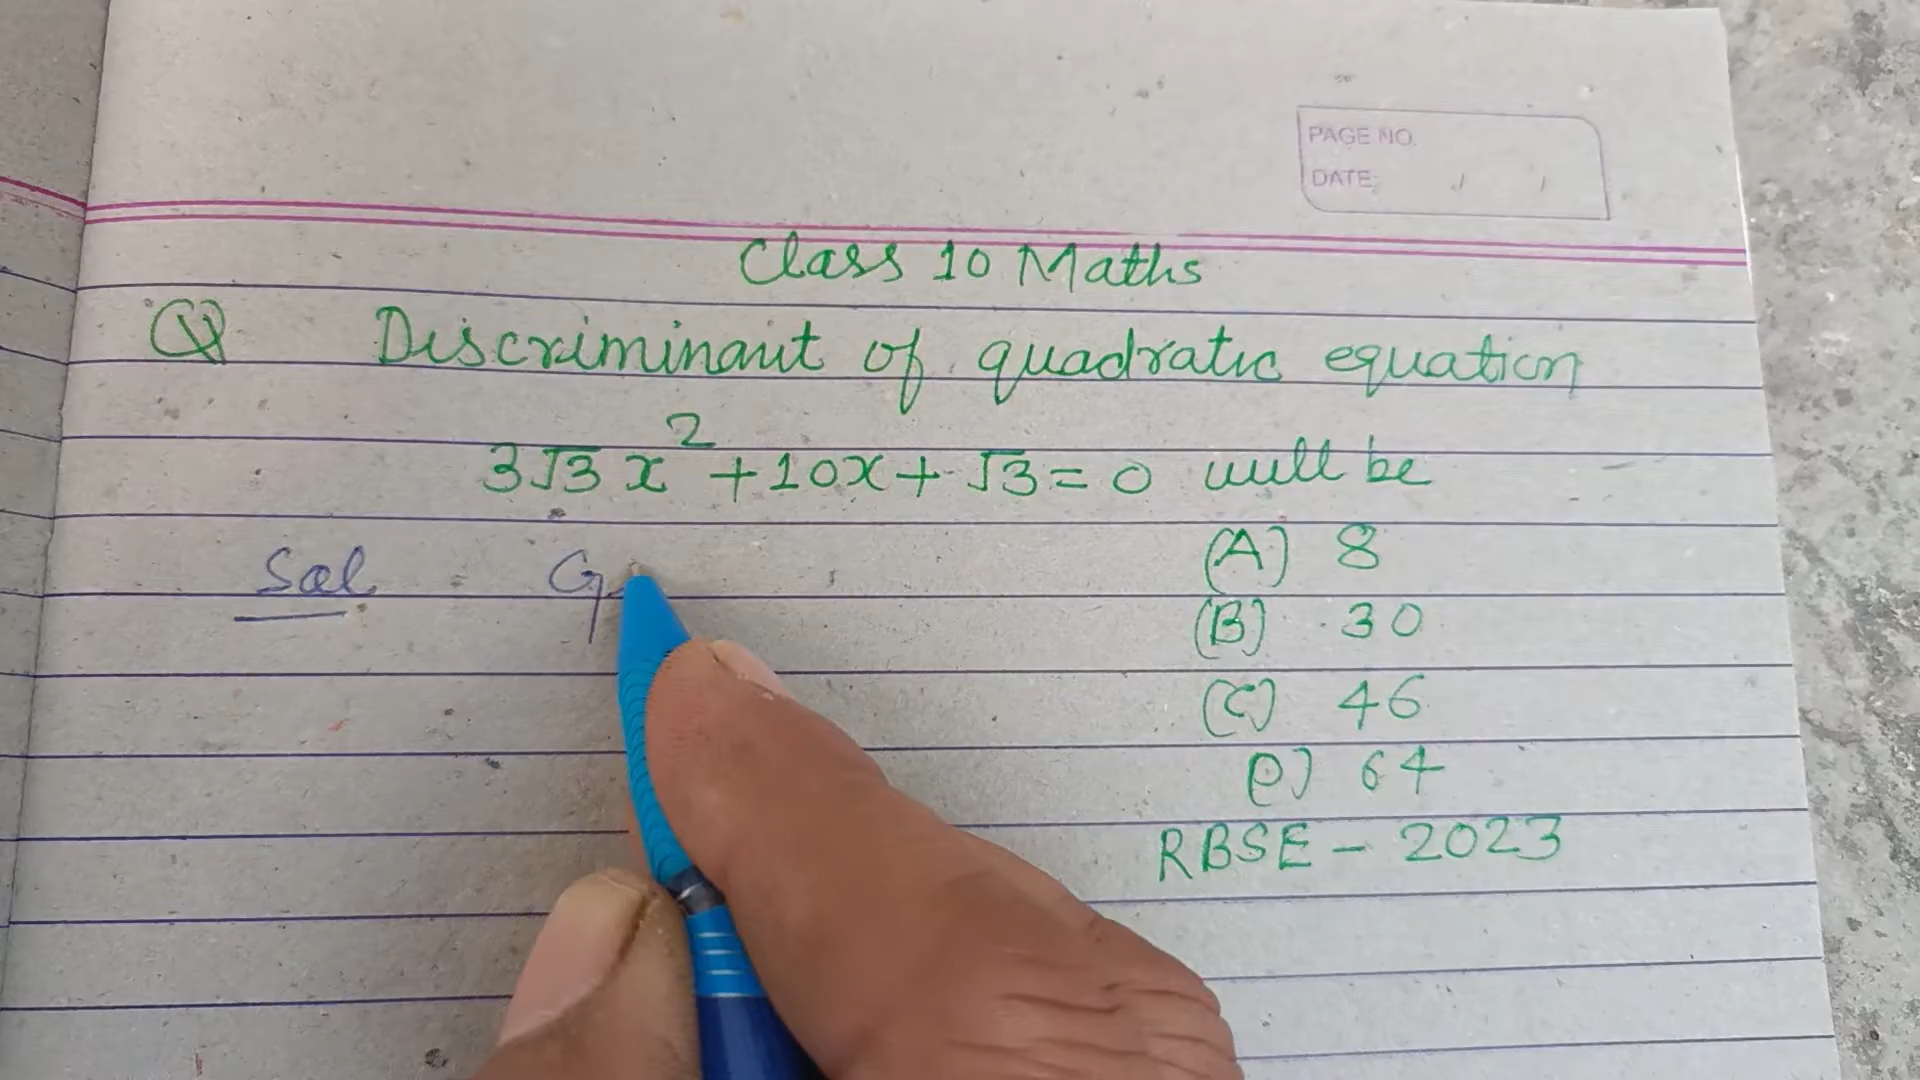 PAGE NO.
DATE:
Class 10 Maths
Q Discriminant of quadratic equation
3√3 x² + 10x + √3 = 0 will be
Sol
(A) 8
(B) 30
(C) 46
D) 64
RBSE - 2023